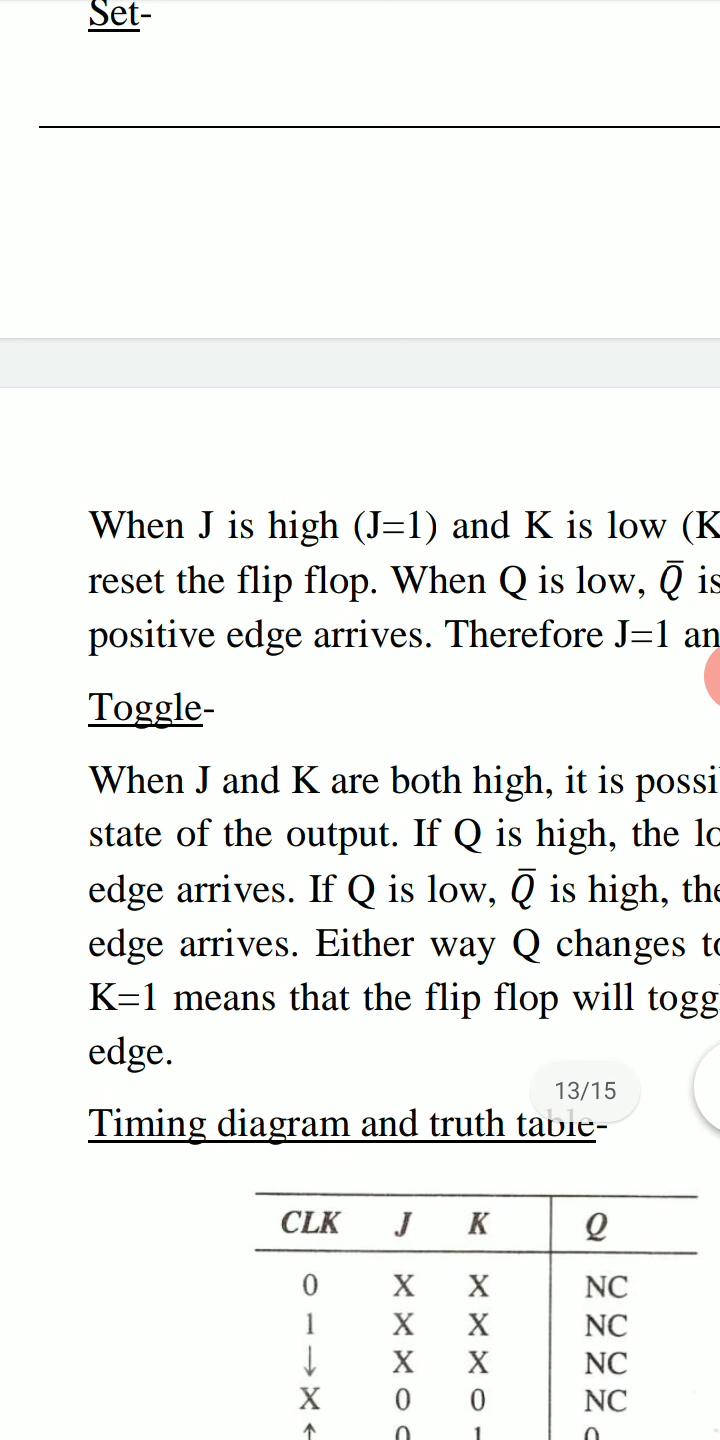 Set-
When J is high (J=1) and K is low (K
reset the flip flop. When Q is low, Q̅ is
positive edge arrives. Therefore J=1 an
Toggle-
When J and K are both high, it is possi
state of the output. If Q is high, the lo
edge arrives. If Q is low, Q̅ is high, the
edge arrives. Either way Q changes to
K=1 means that the flip flop will togg
edge.
13/15
Timing diagram and truth table-
CLK J K Q
0 X X NC
1 X X NC
↓ X X NC
X 0 0 NC
↑ 0 1 0